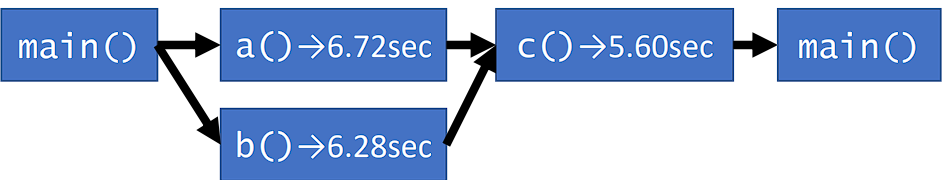 main()
a()→6.72sec
c()→5.60sec
main()
b()→6.28sec